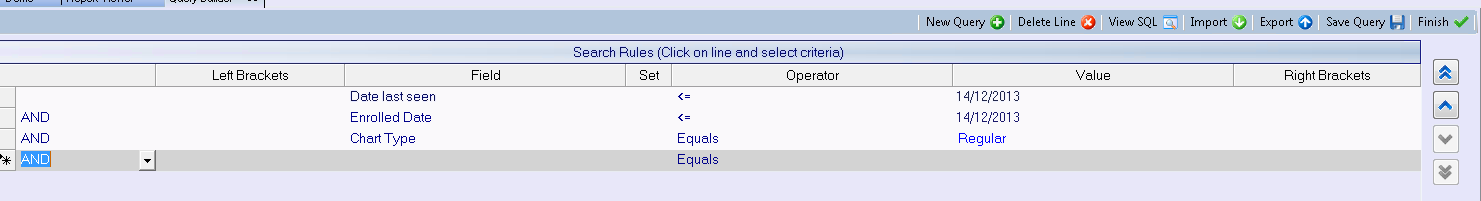 Query Builder
New Query Delete Line View SQL Import Export Save Query Finish
Search Rules (Click on line and select criteria)
Left Brackets Field Set Operator Value Right Brackets
Date last seen <= 14/12/2013
AND Enrolled Date <= 14/12/2013
AND Chart Type Equals Regular
AND Equals